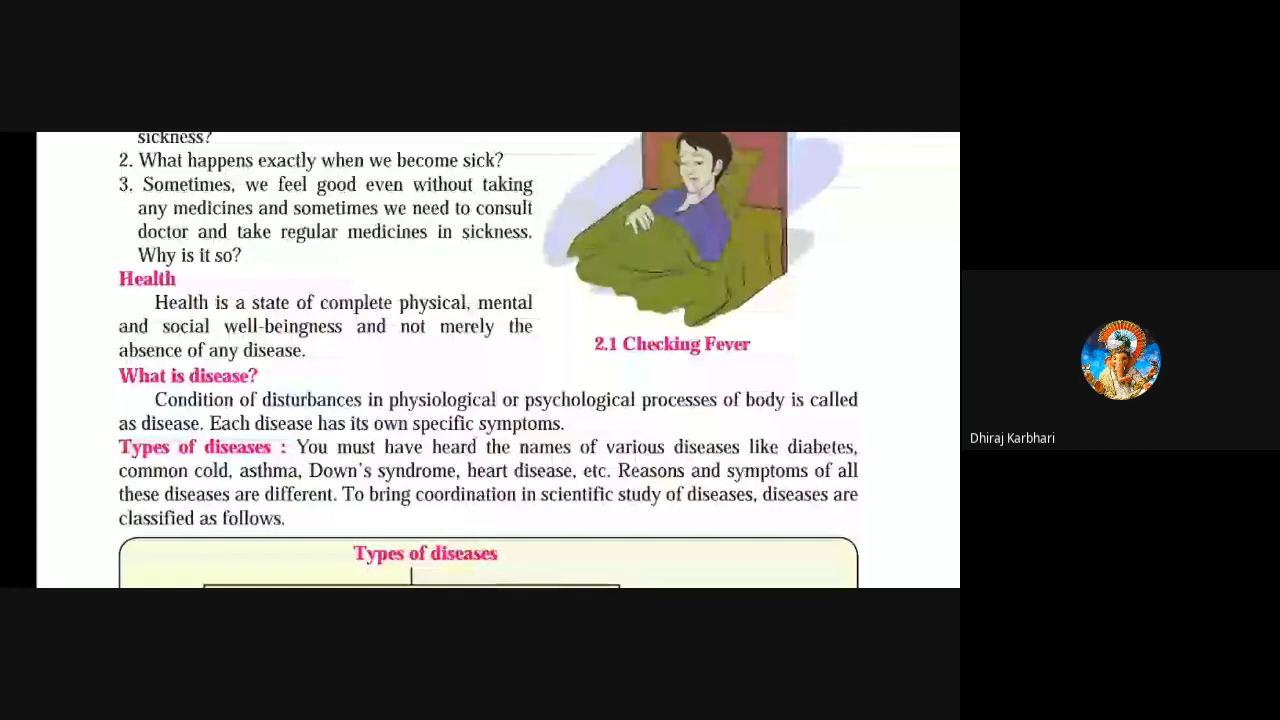 sickness?
2. What happens exactly when we become sick?
3. Sometimes, we feel good even without taking
any medicines and sometimes we need to consult
doctor and take regular medicines in sickness.
Why is it so?
Health
Health is a state of complete physical, mental
and social well-beingness and not merely the
absence of any disease.
2.1 Checking Fever
What is disease?
Condition of disturbances in physiological or psychological processes of body is called
as disease. Each disease has its own specific symptoms.
Types of diseases : You must have heard the names of various diseases like diabetes,
common cold, asthma, Down's syndrome, heart disease, etc. Reasons and symptoms of all
these diseases are different. To bring coordination in scientific study of diseases, diseases are
classified as follows.
Types of diseases
Dhiraj Karbhari